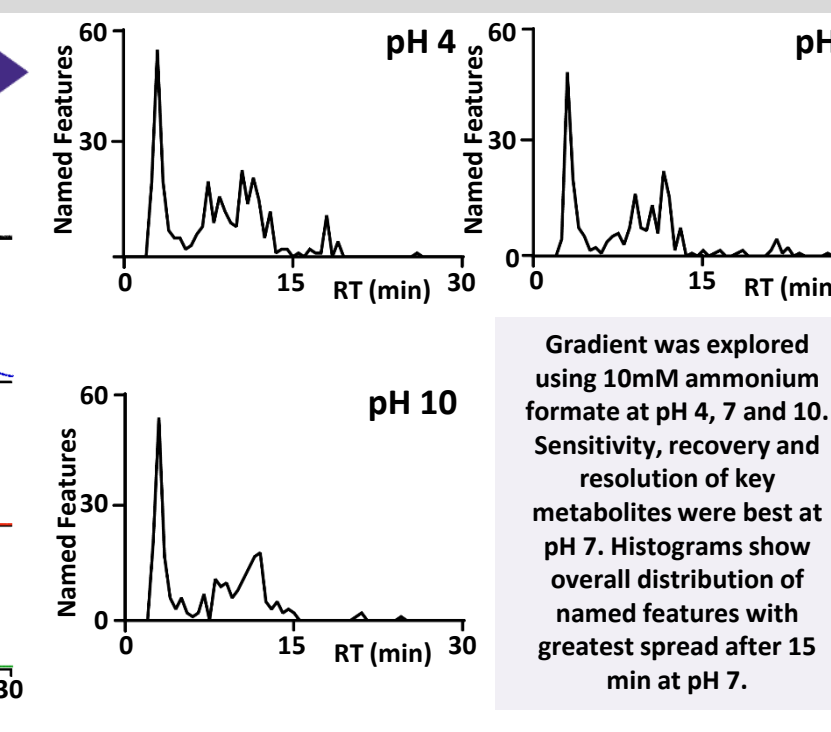 60
pH 4
Named Features
30
0
15
30
RT (min)
60
pH
Named Features
30
0
0
15
RT (min
60
pH 10
Named Features
30
0
0
15
30
RT (min)
Gradient was explored
using 10mM ammonium
formate at pH 4, 7 and 10.
Sensitivity, recovery and
resolution of key
metabolites were best at
pH 7. Histograms show
overall distribution of
named features with
greatest spread after 15
min at pH 7.
30